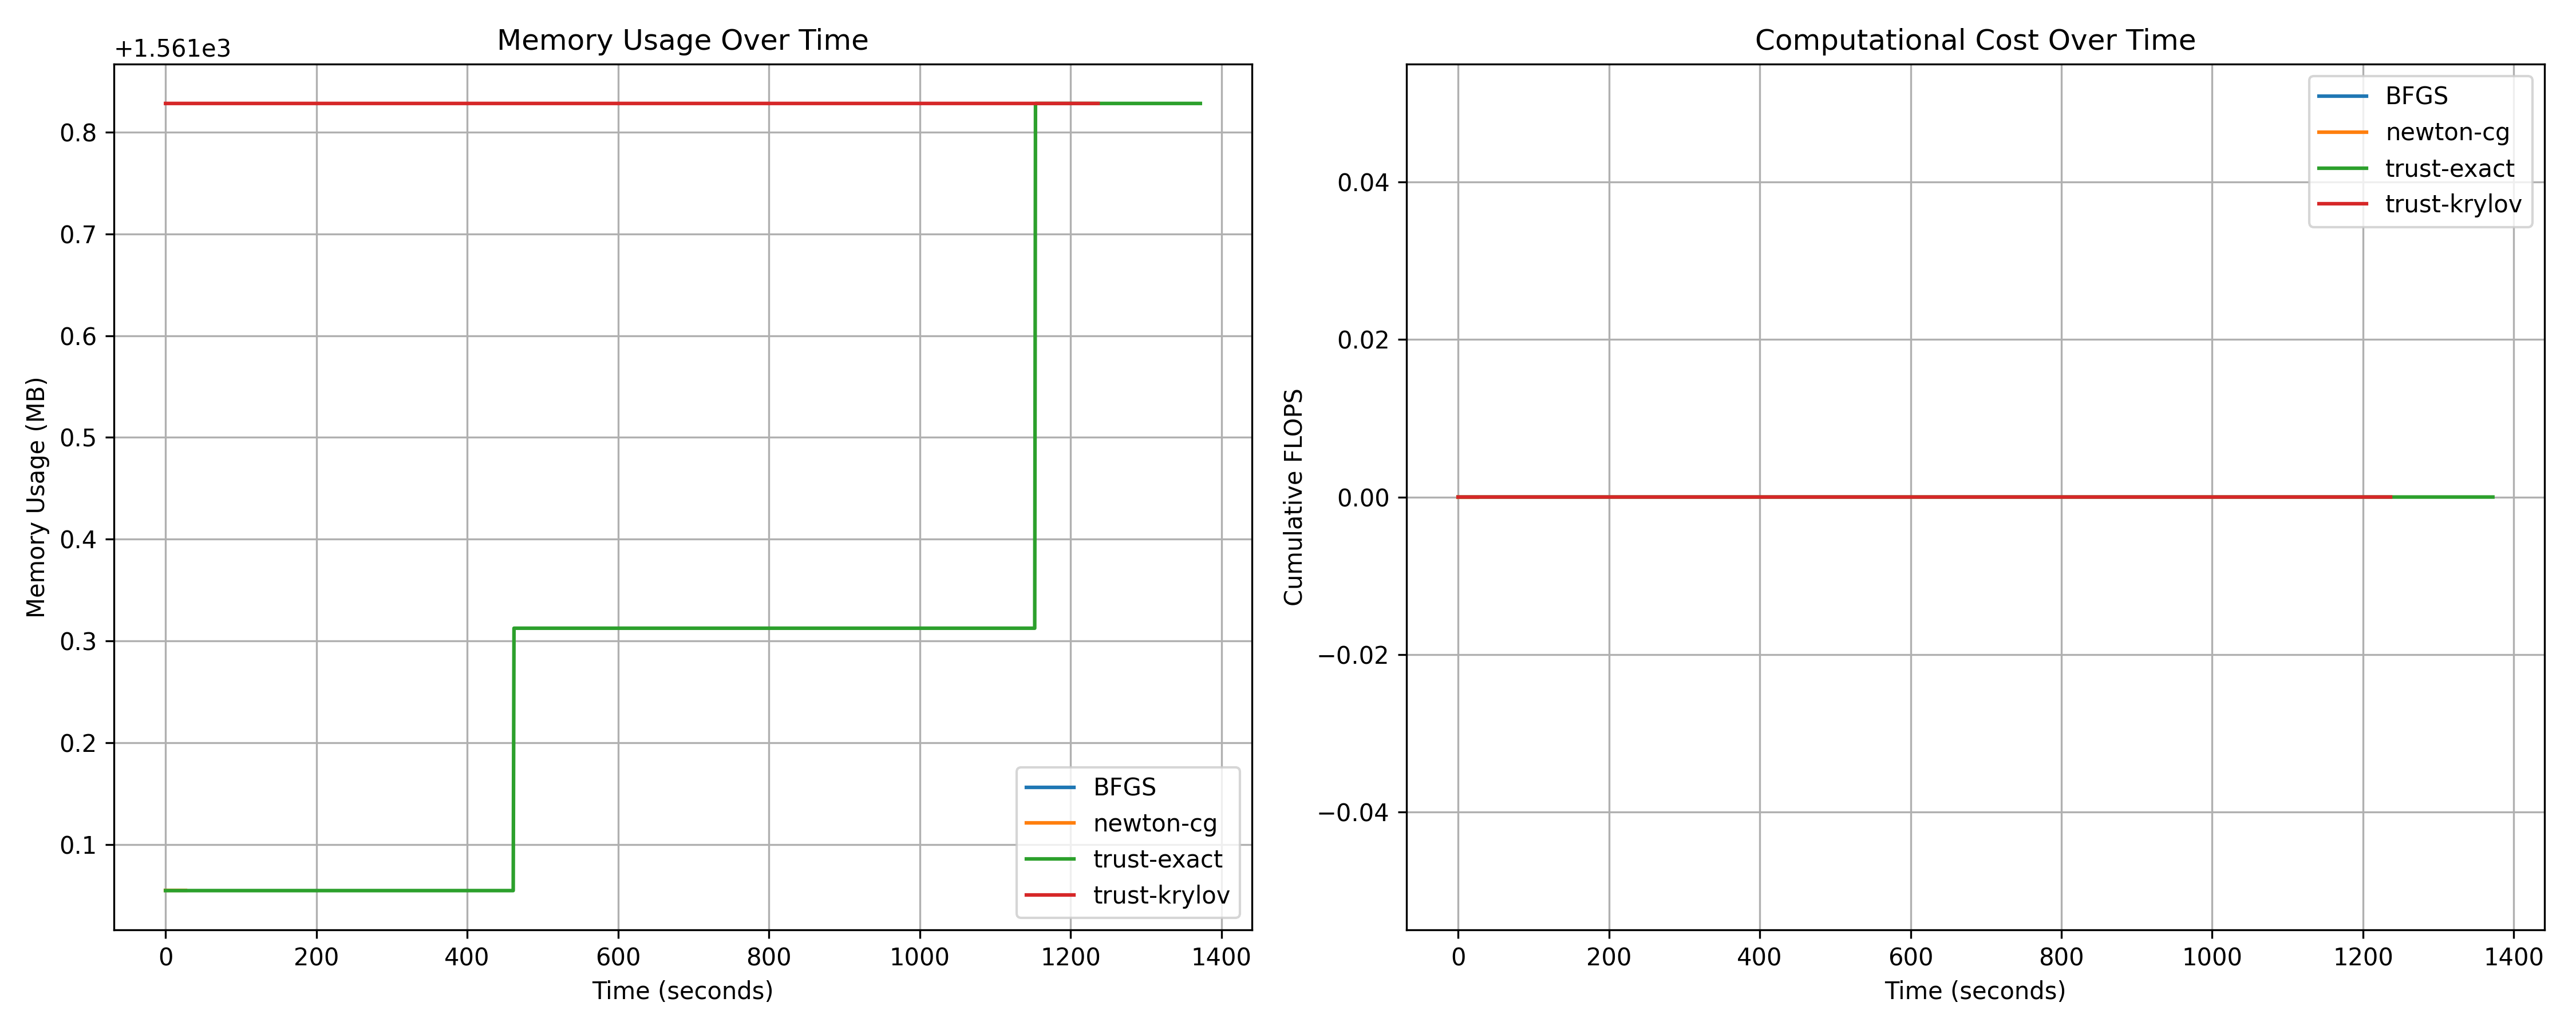 Memory Usage Over Time
+1.561e3
0.8
0.7
0.6
0.5
0.4
0.3
0.2
0.1
Memory Usage (MB)
0 200 400 600 800 1000 1200 1400
Time (seconds)
BFGS
newton-cg
trust-exact
trust-krylov
Computational Cost Over Time
0.04
0.02
0.00
−0.02
−0.04
Cumulative FLOPS
0 200 400 600 800 1000 1200 1400
Time (seconds)
BFGS
newton-cg
trust-exact
trust-krylov